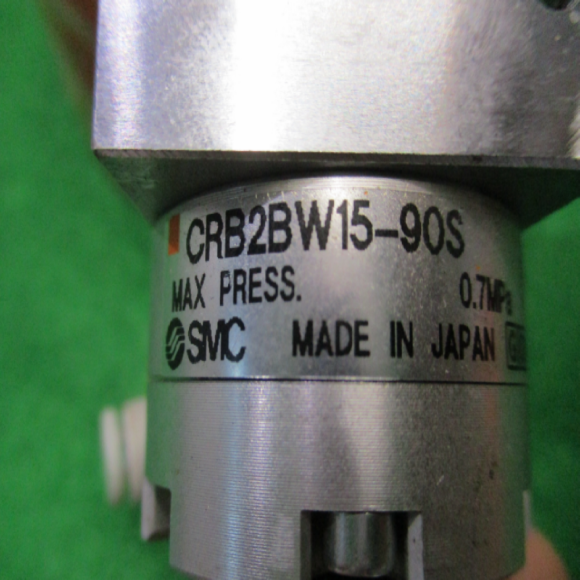 CRB2BW15-90S
MAX PRESS. 0.7MPa
SMC MADE IN JAPAN